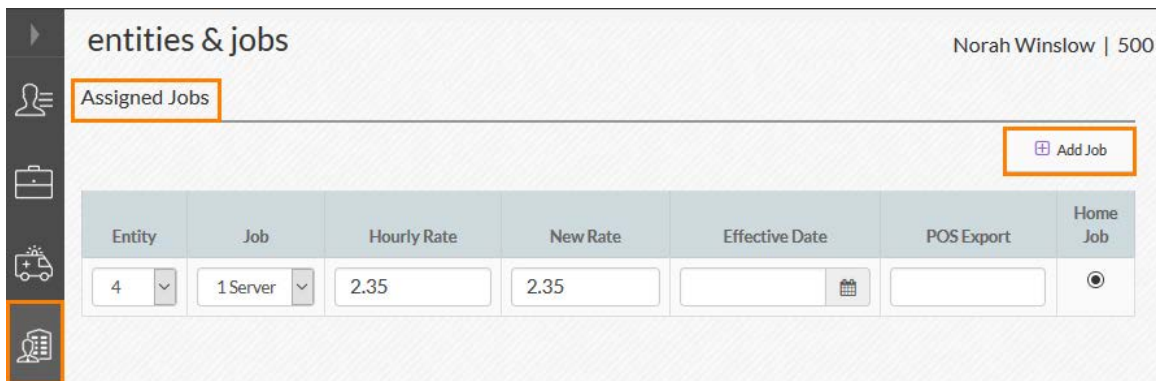 entities & jobs
Norah Winslow | 500
Assigned Jobs
Add Job
Entity Job Hourly Rate New Rate Effective Date POS Export Home Job
4 1 Server 2.35 2.35